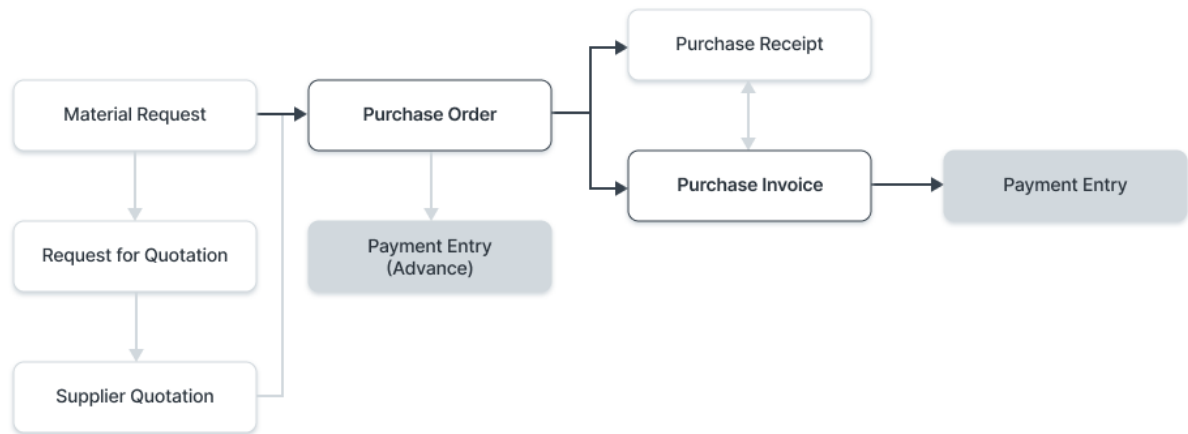 Purchase Receipt
Material Request
Purchase Order
Purchase Invoice
Payment Entry
Request for Quotation
Payment Entry
(Advance)
Supplier Quotation